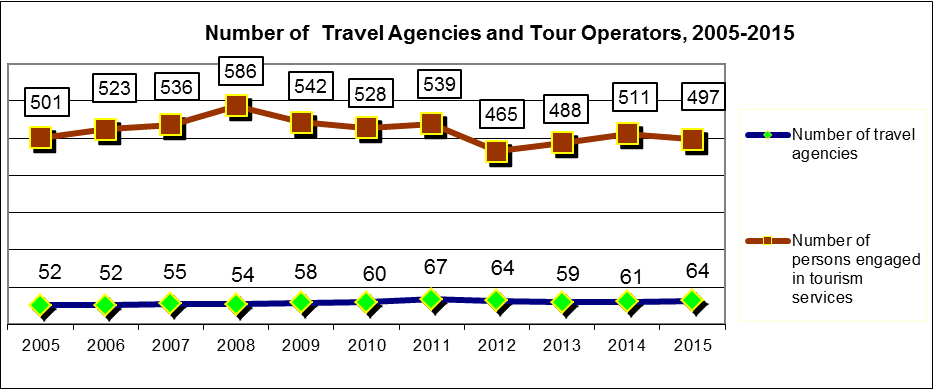 Number of  Travel Agencies and Tour Operators, 2005-2015
501 523 536 586 542 528 539 465 488 511 497
52 52 55 54 58 60 67 64 59 61 64
2005 2006 2007 2008 2009 2010 2011 2012 2013 2014 2015
Number of travel
agencies
Number of
persons engaged
in tourism
services